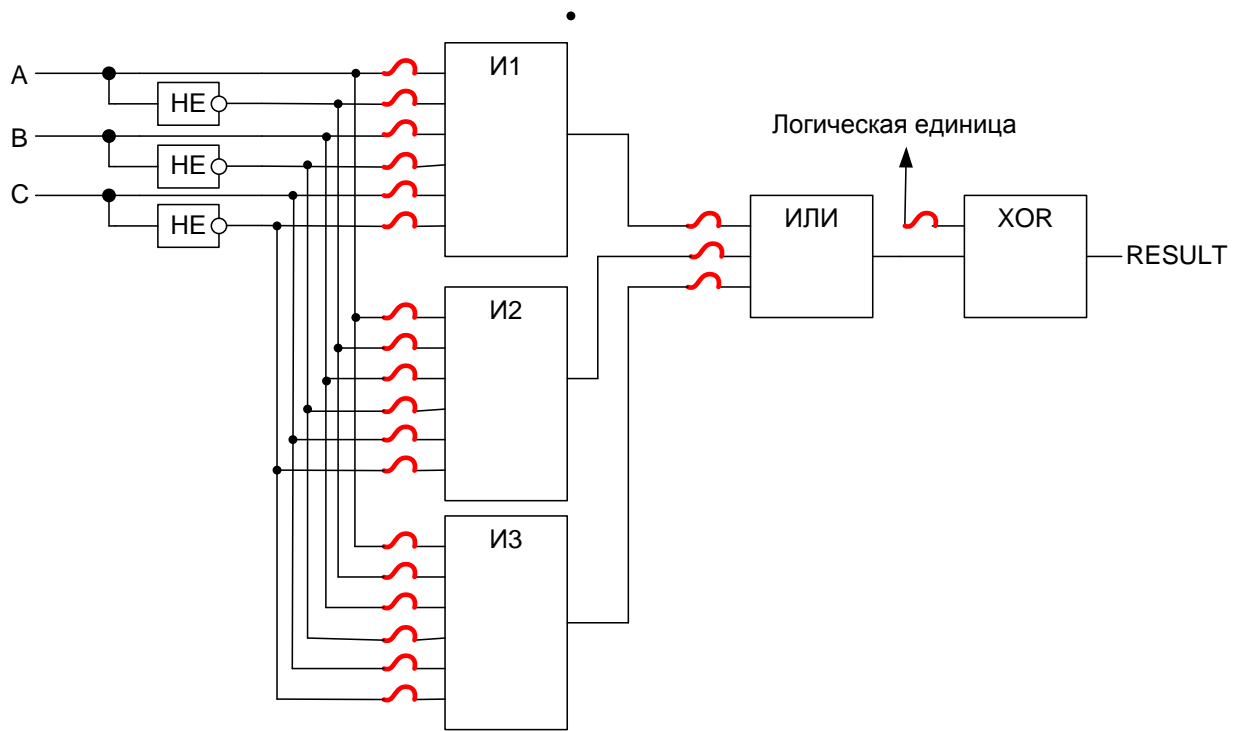 A
B
C
НЕ
НЕ
НЕ
И1
И2
И3
ИЛИ
Логическая единица
XOR
RESULT